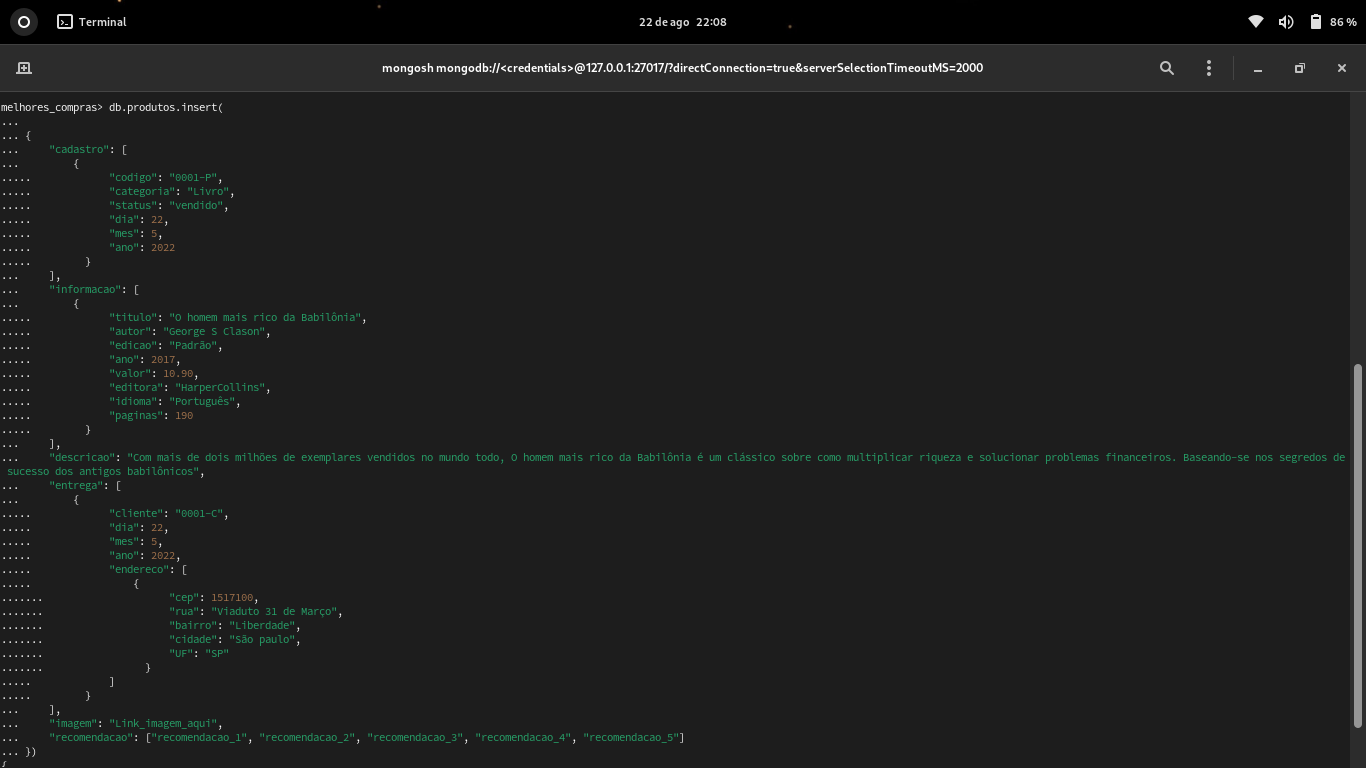 Terminal
22 de ago 22:08
86 %
mongosh mongodb://<credentials>@127.0.0.1:27017/?directConnection=true&serverSelectionTimeoutMS=2000
melhores_compras> db.produtos.insert(
...
... {
...     "cadastro": [
...         {
.....             "codigo": "0001-P",
.....             "categoria": "Livro",
.....             "status": "vendido",
.....             "dia": 22,
.....             "mes": 5,
.....             "ano": 2022
.....         }
...     ],
...     "informacao": [
...         {
.....             "titulo": "O homem mais rico da Babilônia",
.....             "autor": "George S Clason",
.....             "edicao": "Padrão",
.....             "ano": 2017,
.....             "valor": 10.90,
.....             "editora": "HarperCollins",
.....             "idioma": "Português",
.....             "paginas": 190
.....         }
...     ],
...     "descricao": "Com mais de dois milhões de exemplares vendidos no mundo todo, O homem mais rico da Babilônia é um clássico sobre como multiplicar riqueza e solucionar problemas financeiros. Baseando-se nos segredos de
 sucesso dos antigos babilônicos",
...     "entrega": [
...         {
.....             "cliente": "0001-C",
.....             "dia": 22,
.....             "mes": 5,
.....             "ano": 2022,
.....             "endereco": [
.....                 {
.......                     "cep": 1517100,
.......                     "rua": "Viaduto 31 de Março",
.......                     "bairro": "Liberdade",
.......                     "cidade": "São paulo",
.......                     "UF": "SP"
.......                 }
.....             ]
.....         }
...     ],
...     "imagem": "Link_imagem_aqui",
...     "recomendacao": ["recomendacao_1", "recomendacao_2", "recomendacao_3", "recomendacao_4", "recomendacao_5"]
... })
{